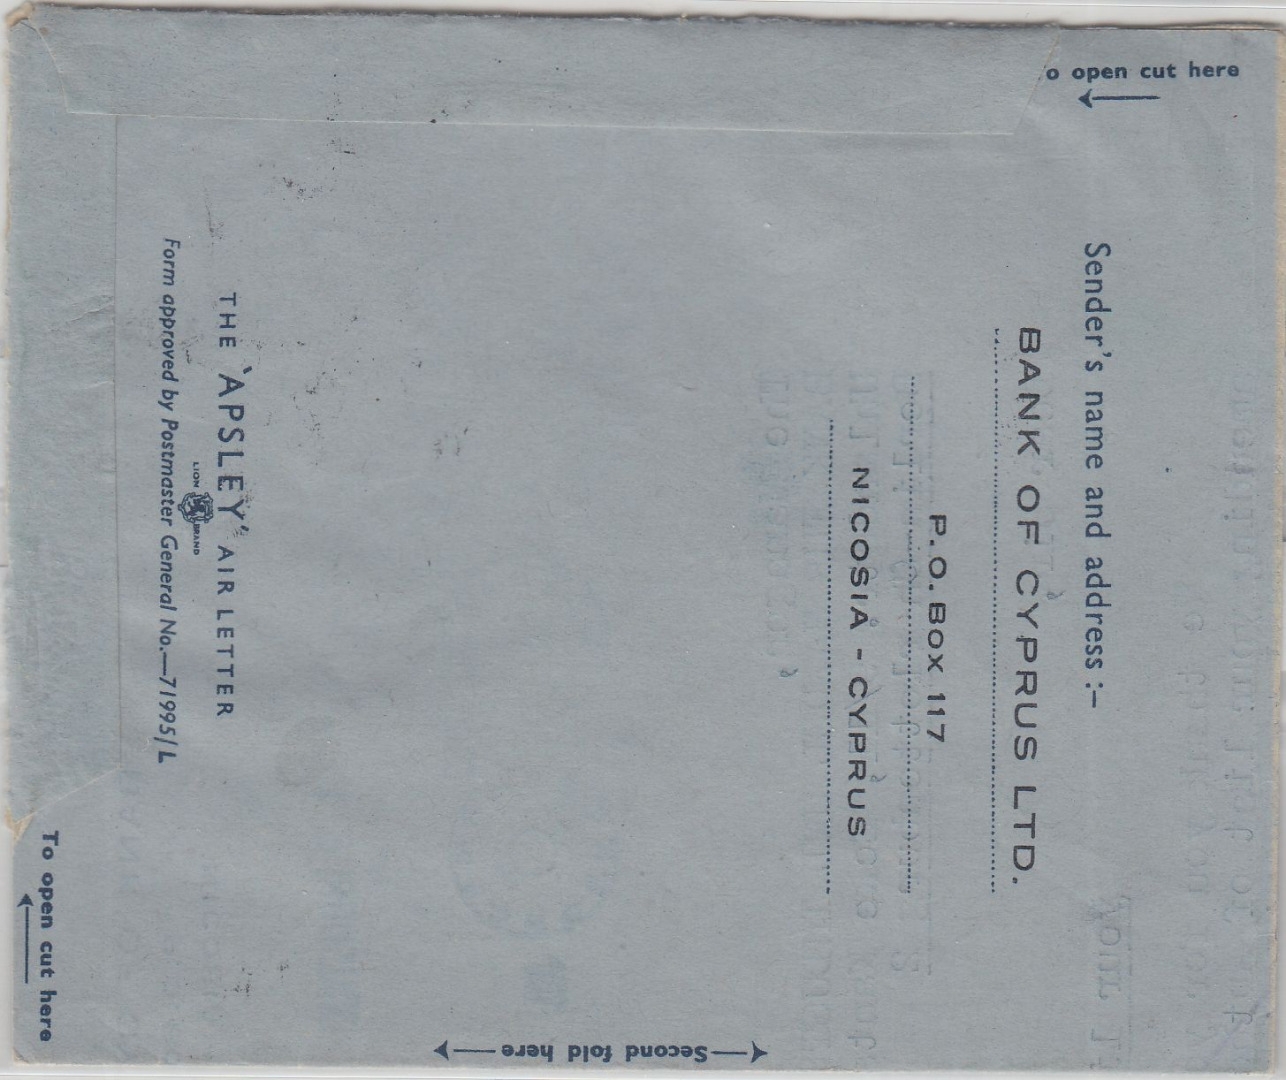 To open cut here
Sender's name and address :-
BANK OF CYPRUS LTD.
P.O. BOX 117
NICOSIA - CYPRUS
THE 'APSLEY' AIR LETTER
LION BRAND
Form approved by Postmaster General No.—71995/L
o open cut here
Second fold here